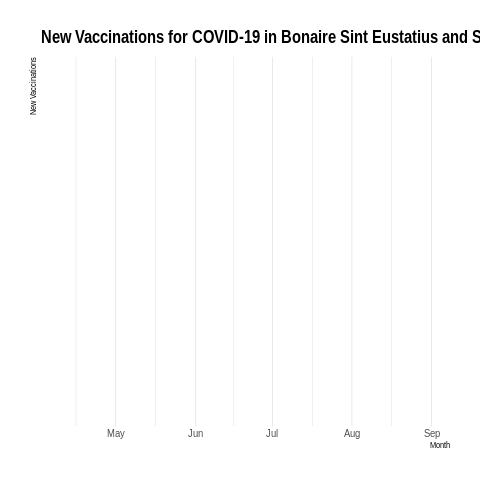 New Vaccinations for COVID-19 in Bonaire Sint Eustatius and S
New Vaccinations
May Jun Jul Aug Sep
Month